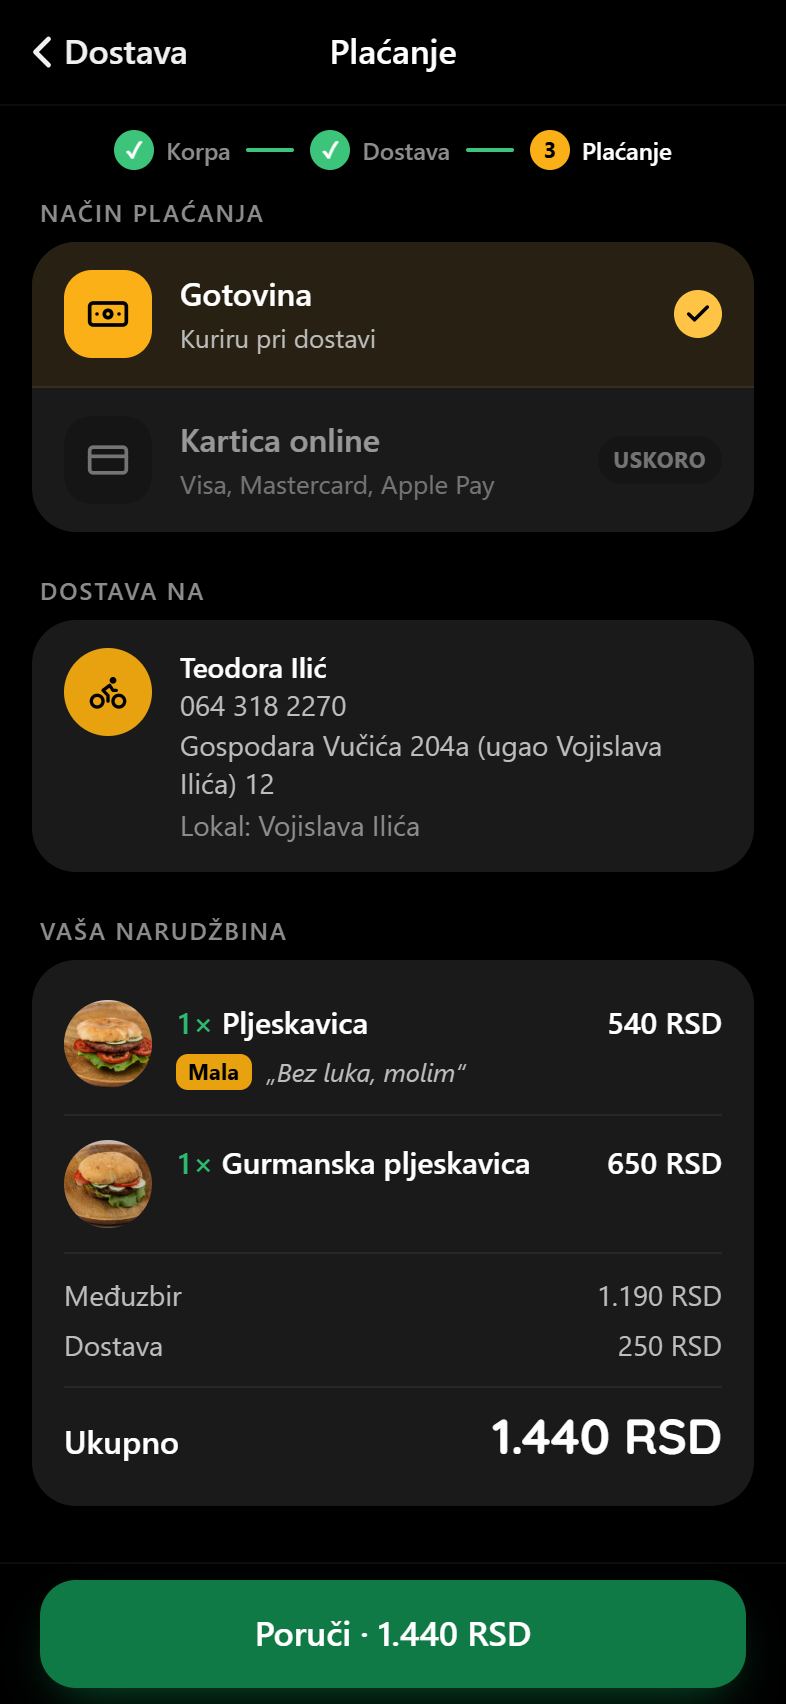 Dostava
Plaćanje
Korpa
Dostava
3 Plaćanje
NAČIN PLAĆANJA
Gotovina
Kuriru pri dostavi
Kartica online
Visa, Mastercard, Apple Pay
USKORO
DOSTAVA NA
Teodora Ilić
064 318 2270
Gospodara Vučića 204a (ugao Vojislava
Ilića) 12
Lokal: Vojislava Ilića
VAŠA NARUDŽBINA
1× Pljeskavica 540 RSD
Mala „Bez luka, molim“
1× Gurmanska pljeskavica 650 RSD
Međuzbir 1.190 RSD
Dostava 250 RSD
Ukupno 1.440 RSD
Poruči · 1.440 RSD